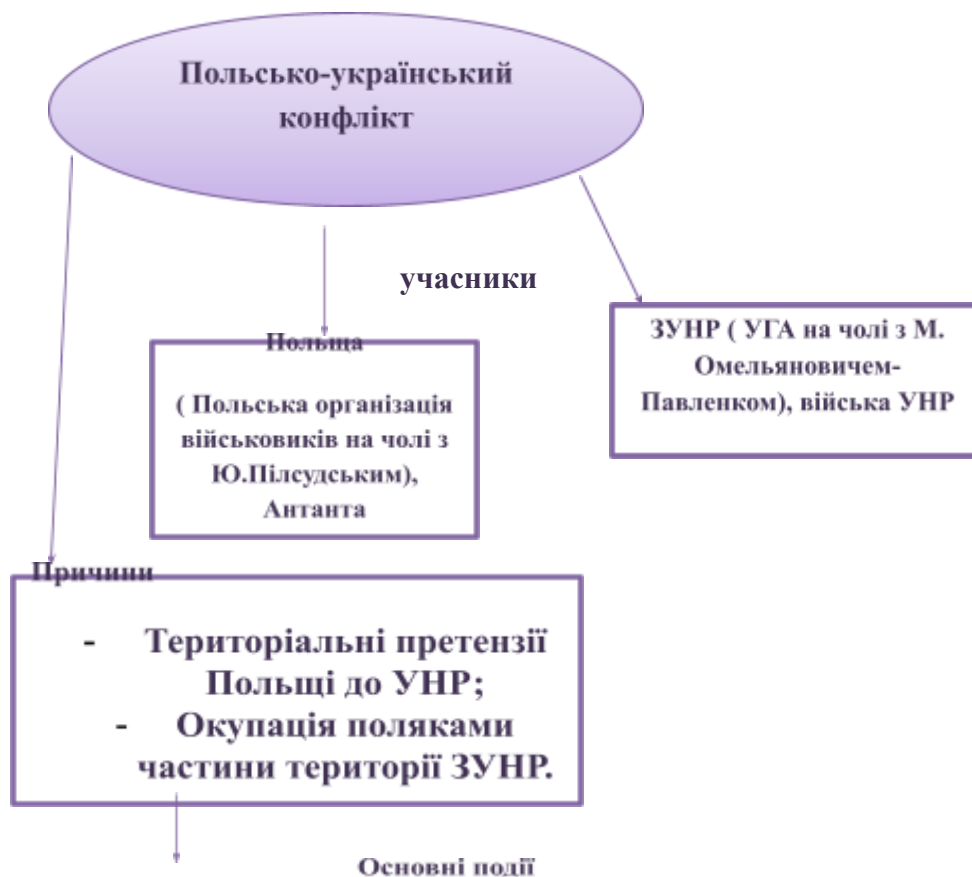 Польсько-український
конфлікт
учасники
Польща
( Польська організація
військовиків на чолі з
Ю.Пілсудським),
Антанта
ЗУНР ( УГА на чолі з М.
Омельяновичем-
Павленком), війська УНР
Причини
- Територіальні претензії
Польщі до УНР;
- Окупація поляками
частини території ЗУНР.
Основні події